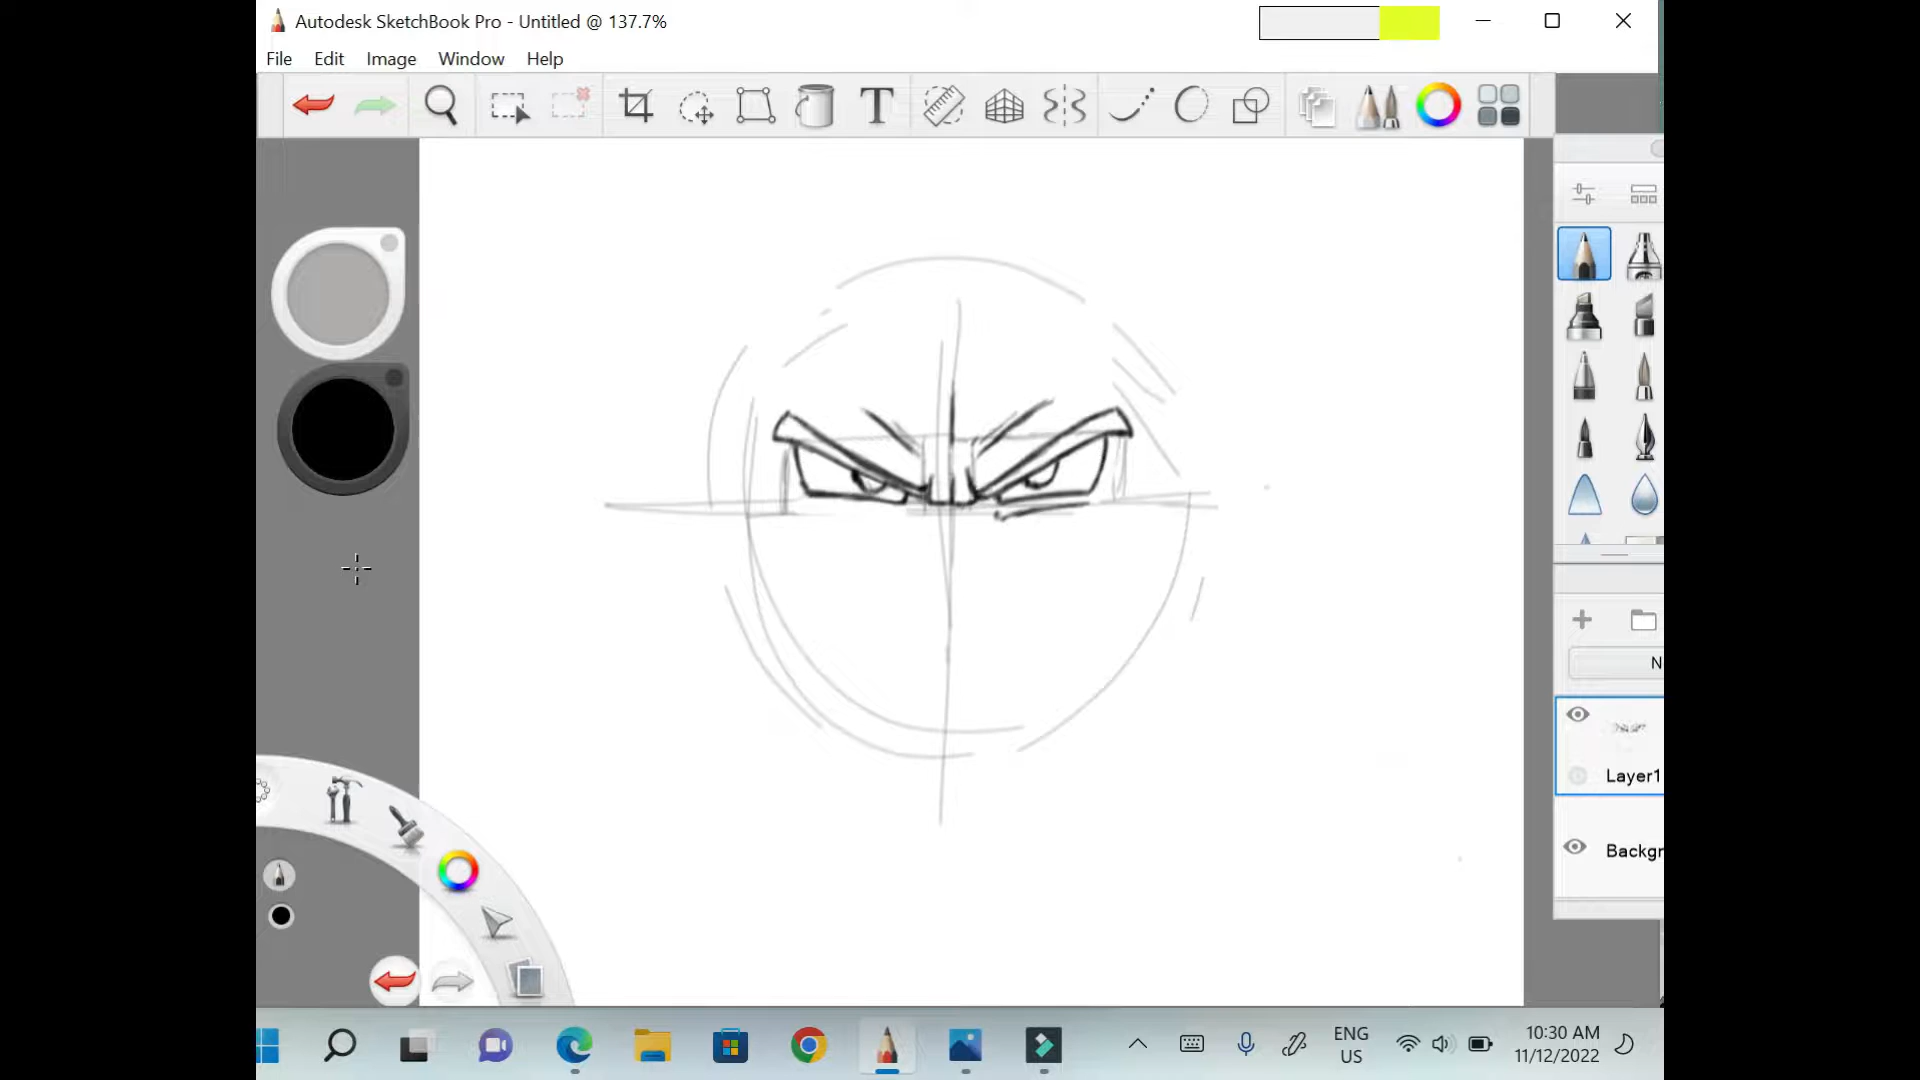 Autodesk SketchBook Pro - Untitled @ 137.7%
File Edit Image Window Help
T
N
Layer1
Backgr
ENG
US
10:30 AM
11/12/2022